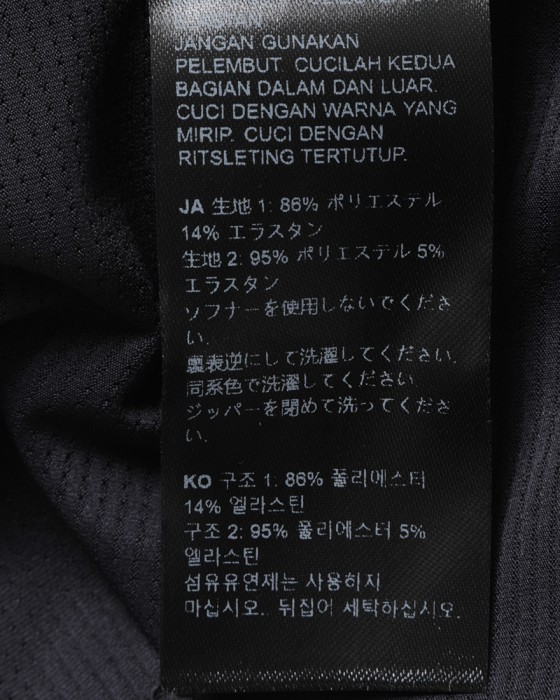 JANGAN GUNAKAN
PELEMBUT. CUCILAH KEDUA
BAGIAN DALAM DAN LUAR.
CUCI DENGAN WARNA YANG
MIRIP. CUCI DENGAN
RITSLETING TERTUTUP.
JA 生地 1: 86% ポリエステル
14% エラスタン
生地 2: 95% ポリエステル 5%
エラスタン
ソフナーを使用しないでくださ
い.
裏表逆にして洗濯してください.
同系色で洗濯してください
ジッパーを閉めて洗ってくださ
い.
KO 구조 1: 86% 폴리에스터
14% 엘라스틴
구조 2: 95% 폴리에스터 5%
엘라스틴
섬유유연제는 사용하지
마십시오. 뒤집어 세탁하십시오.